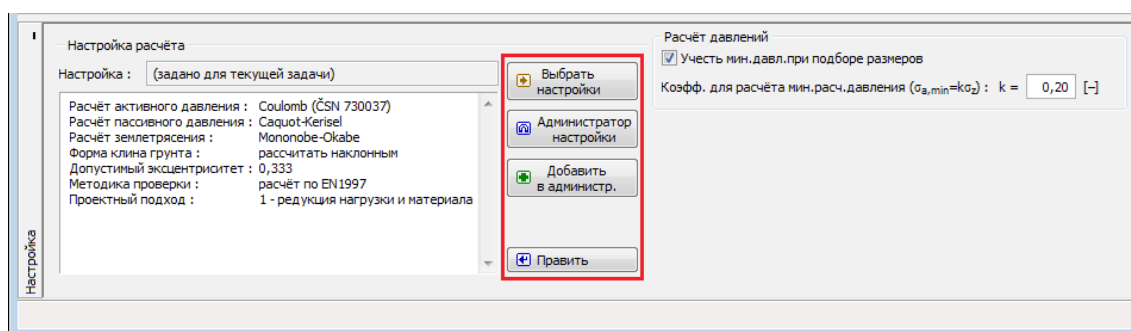 Настройка расчёта
Настройка : (задано для текущей задачи)
Расчёт активного давления : Coulomb (ČSN 730037)
Расчёт пассивного давления : Caquot-Kerisel
Расчёт землетрясения : Mononobe-Okabe
Форма клина грунта : рассчитать наклонным
Допустимый эксцентриситет : 0,333
Методика проверки : расчёт по EN1997
Проектный подход : 1 - редукция нагрузки и материала
Выбрать
настройки
Администратор
настройки
Добавить
в администр.
Править
Расчёт давлений
Учесть мин.давл.при подборе размеров
Коэфф. для расчёта мин.расч.давления (σa,min=kσz) : k = 0,20 [–]
Настройка